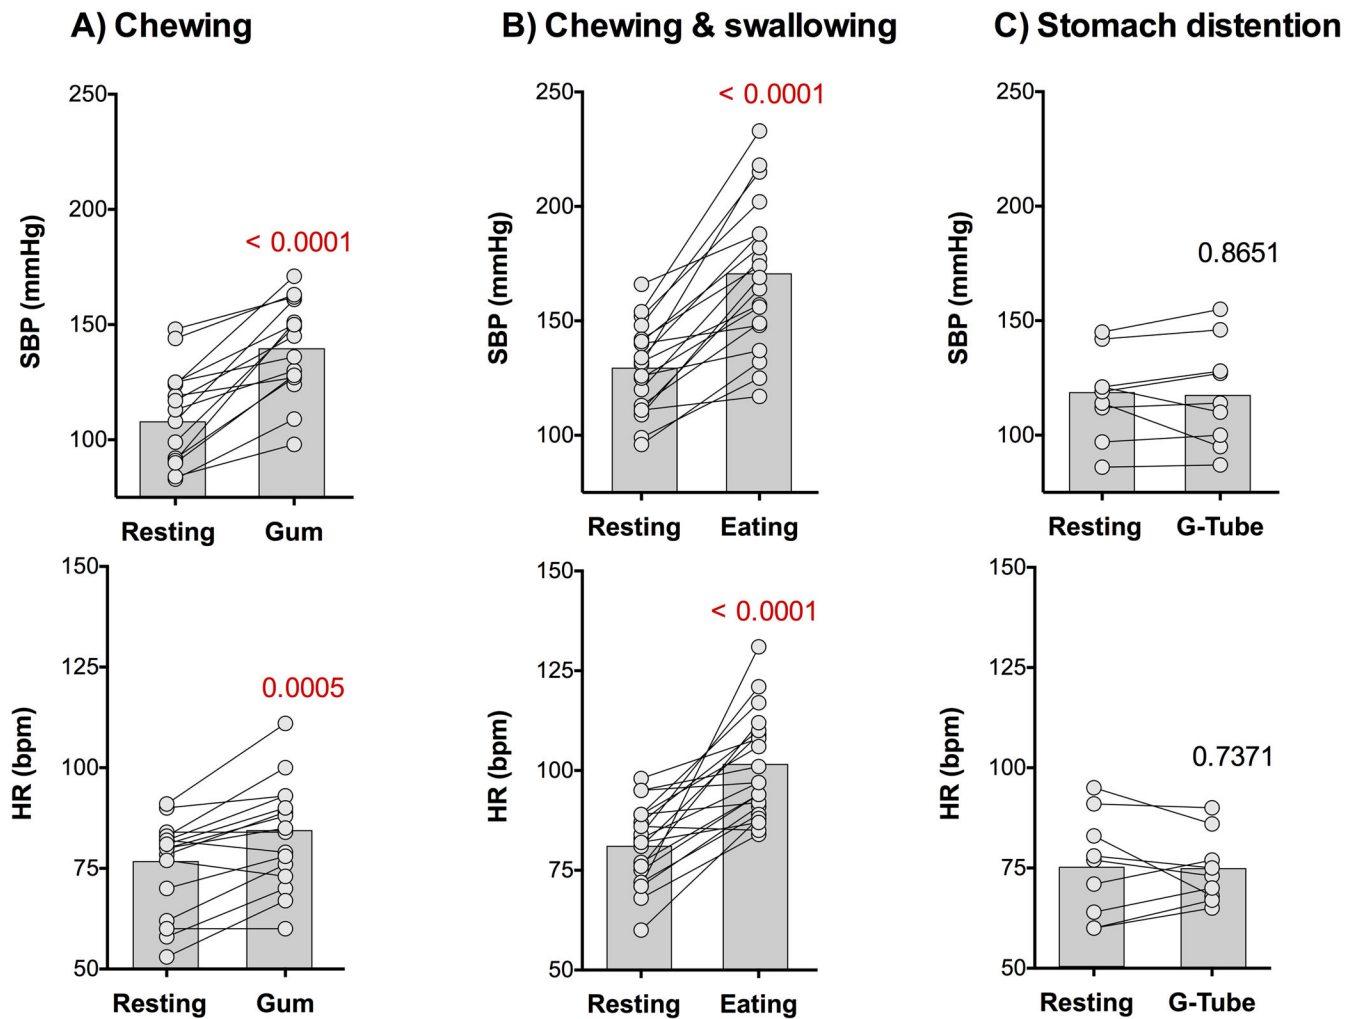 A) Chewing
B) Chewing & swallowing
C) Stomach distention
SBP (mmHg)
250
200
150
100
< 0.0001
Resting
Gum
SBP (mmHg)
250
200
150
100
< 0.0001
Resting
Eating
SBP (mmHg)
250
200
150
100
0.8651
Resting
G-Tube
HR (bpm)
150
125
100
75
50
0.0005
Resting
Gum
HR (bpm)
150
125
100
75
50
< 0.0001
Resting
Eating
HR (bpm)
150
125
100
75
50
0.7371
Resting
G-Tube